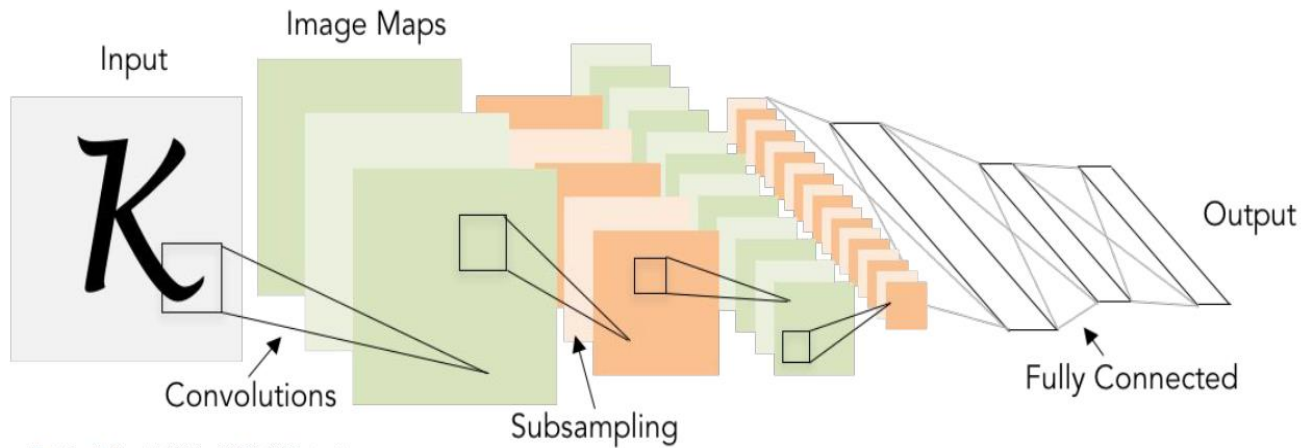 Image Maps
Input
K
Output
Fully Connected
Convolutions
Subsampling